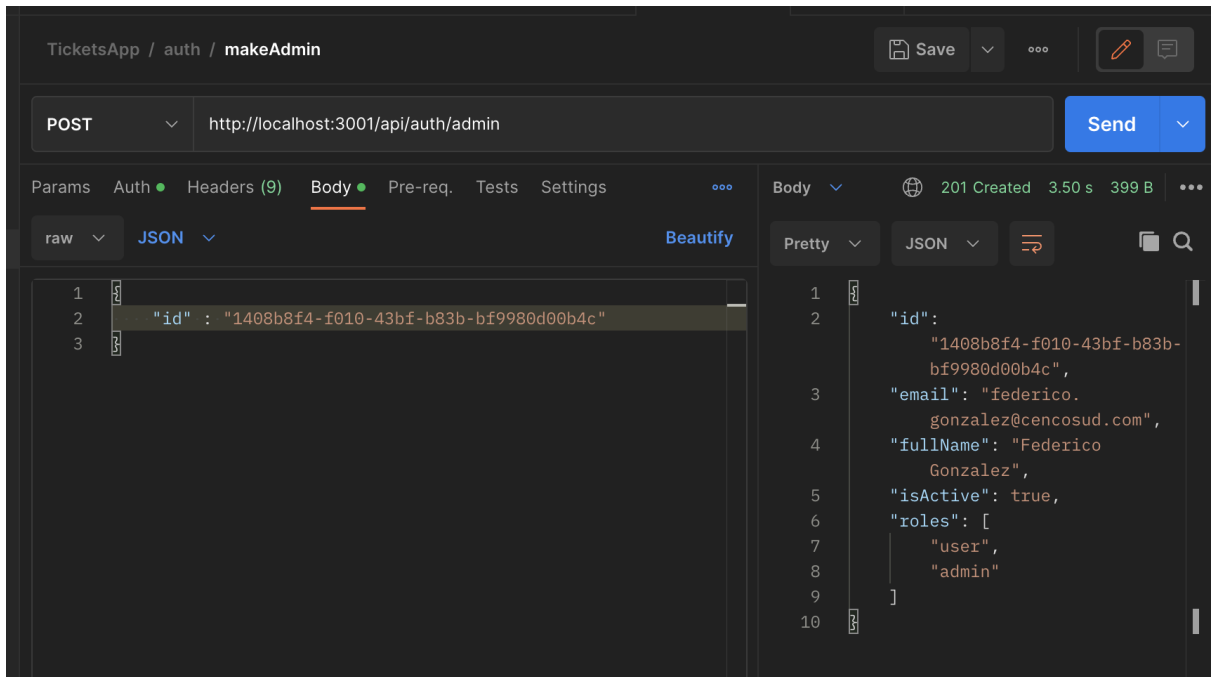 TicketsApp / auth / makeAdmin
Save
POST
http://localhost:3001/api/auth/admin
Send
Params Auth Headers (9) Body Pre-req. Tests Settings
raw JSON Beautify
1 {
2 "id" : "1408b8f4-f010-43bf-b83b-bf9980d00b4c"
3 }
Body 201 Created 3.50 s 399 B
Pretty JSON
1 {
2 "id":
"1408b8f4-f010-43bf-b83b-
bf9980d00b4c",
3 "email": "federico.
gonzalez@cencosud.com",
4 "fullName": "Federico
Gonzalez",
5 "isActive": true,
6 "roles": [
7 "user",
8 "admin"
9 ]
10 }